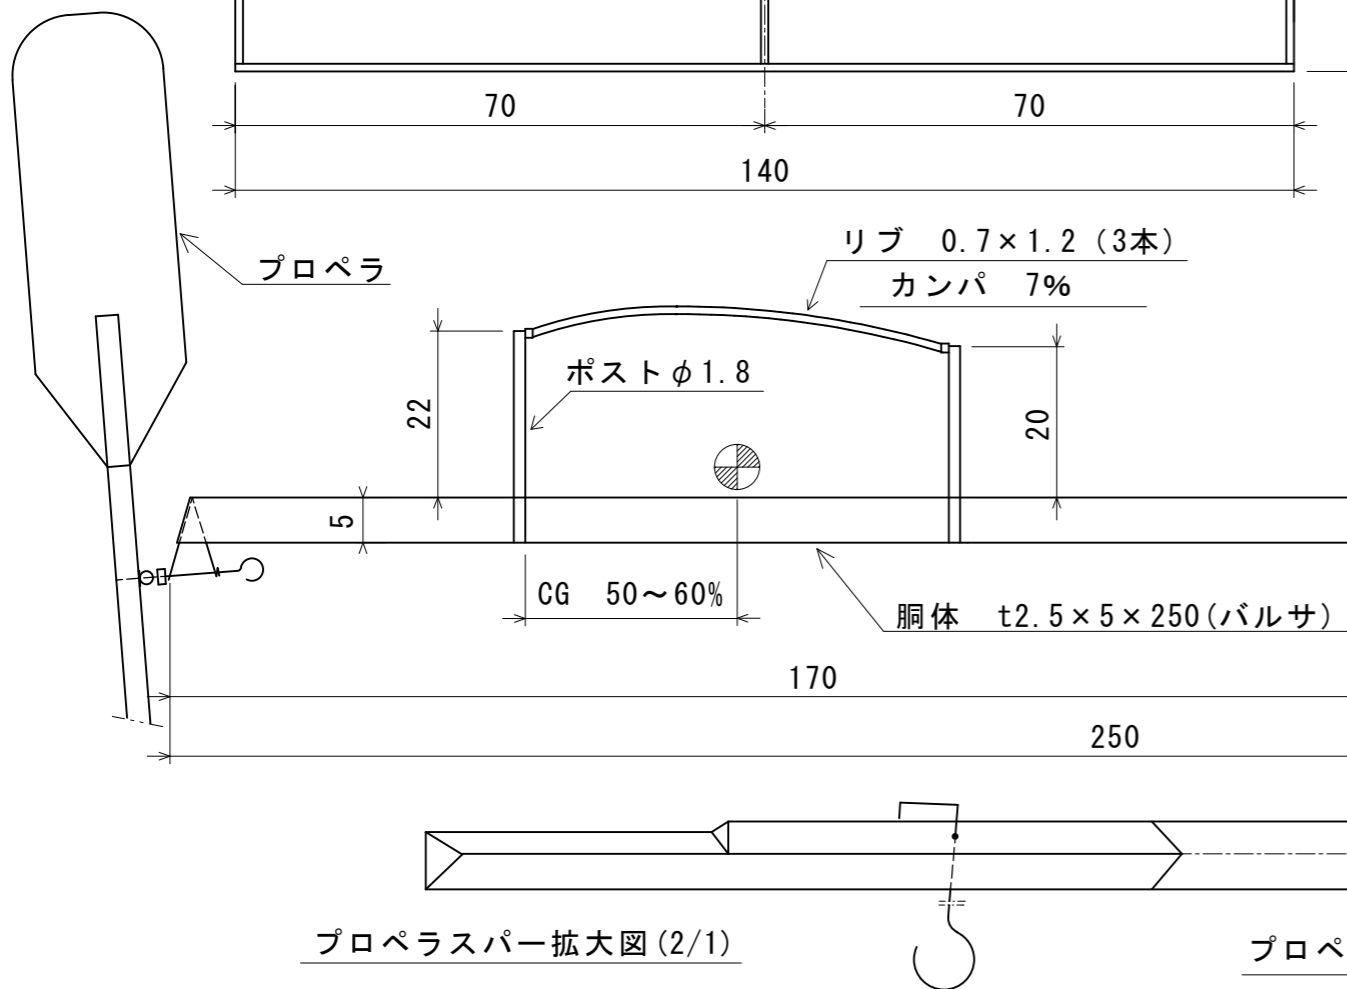 70
70
140
リブ 0.7×1.2 (3本)
カンパ 7%
プロペラ
ポストφ1.8
22
20
5
CG 50～60%
胴体 t2.5×5×250(バルサ)
170
250
プロペラスパー拡大図(2/1)
プロペ